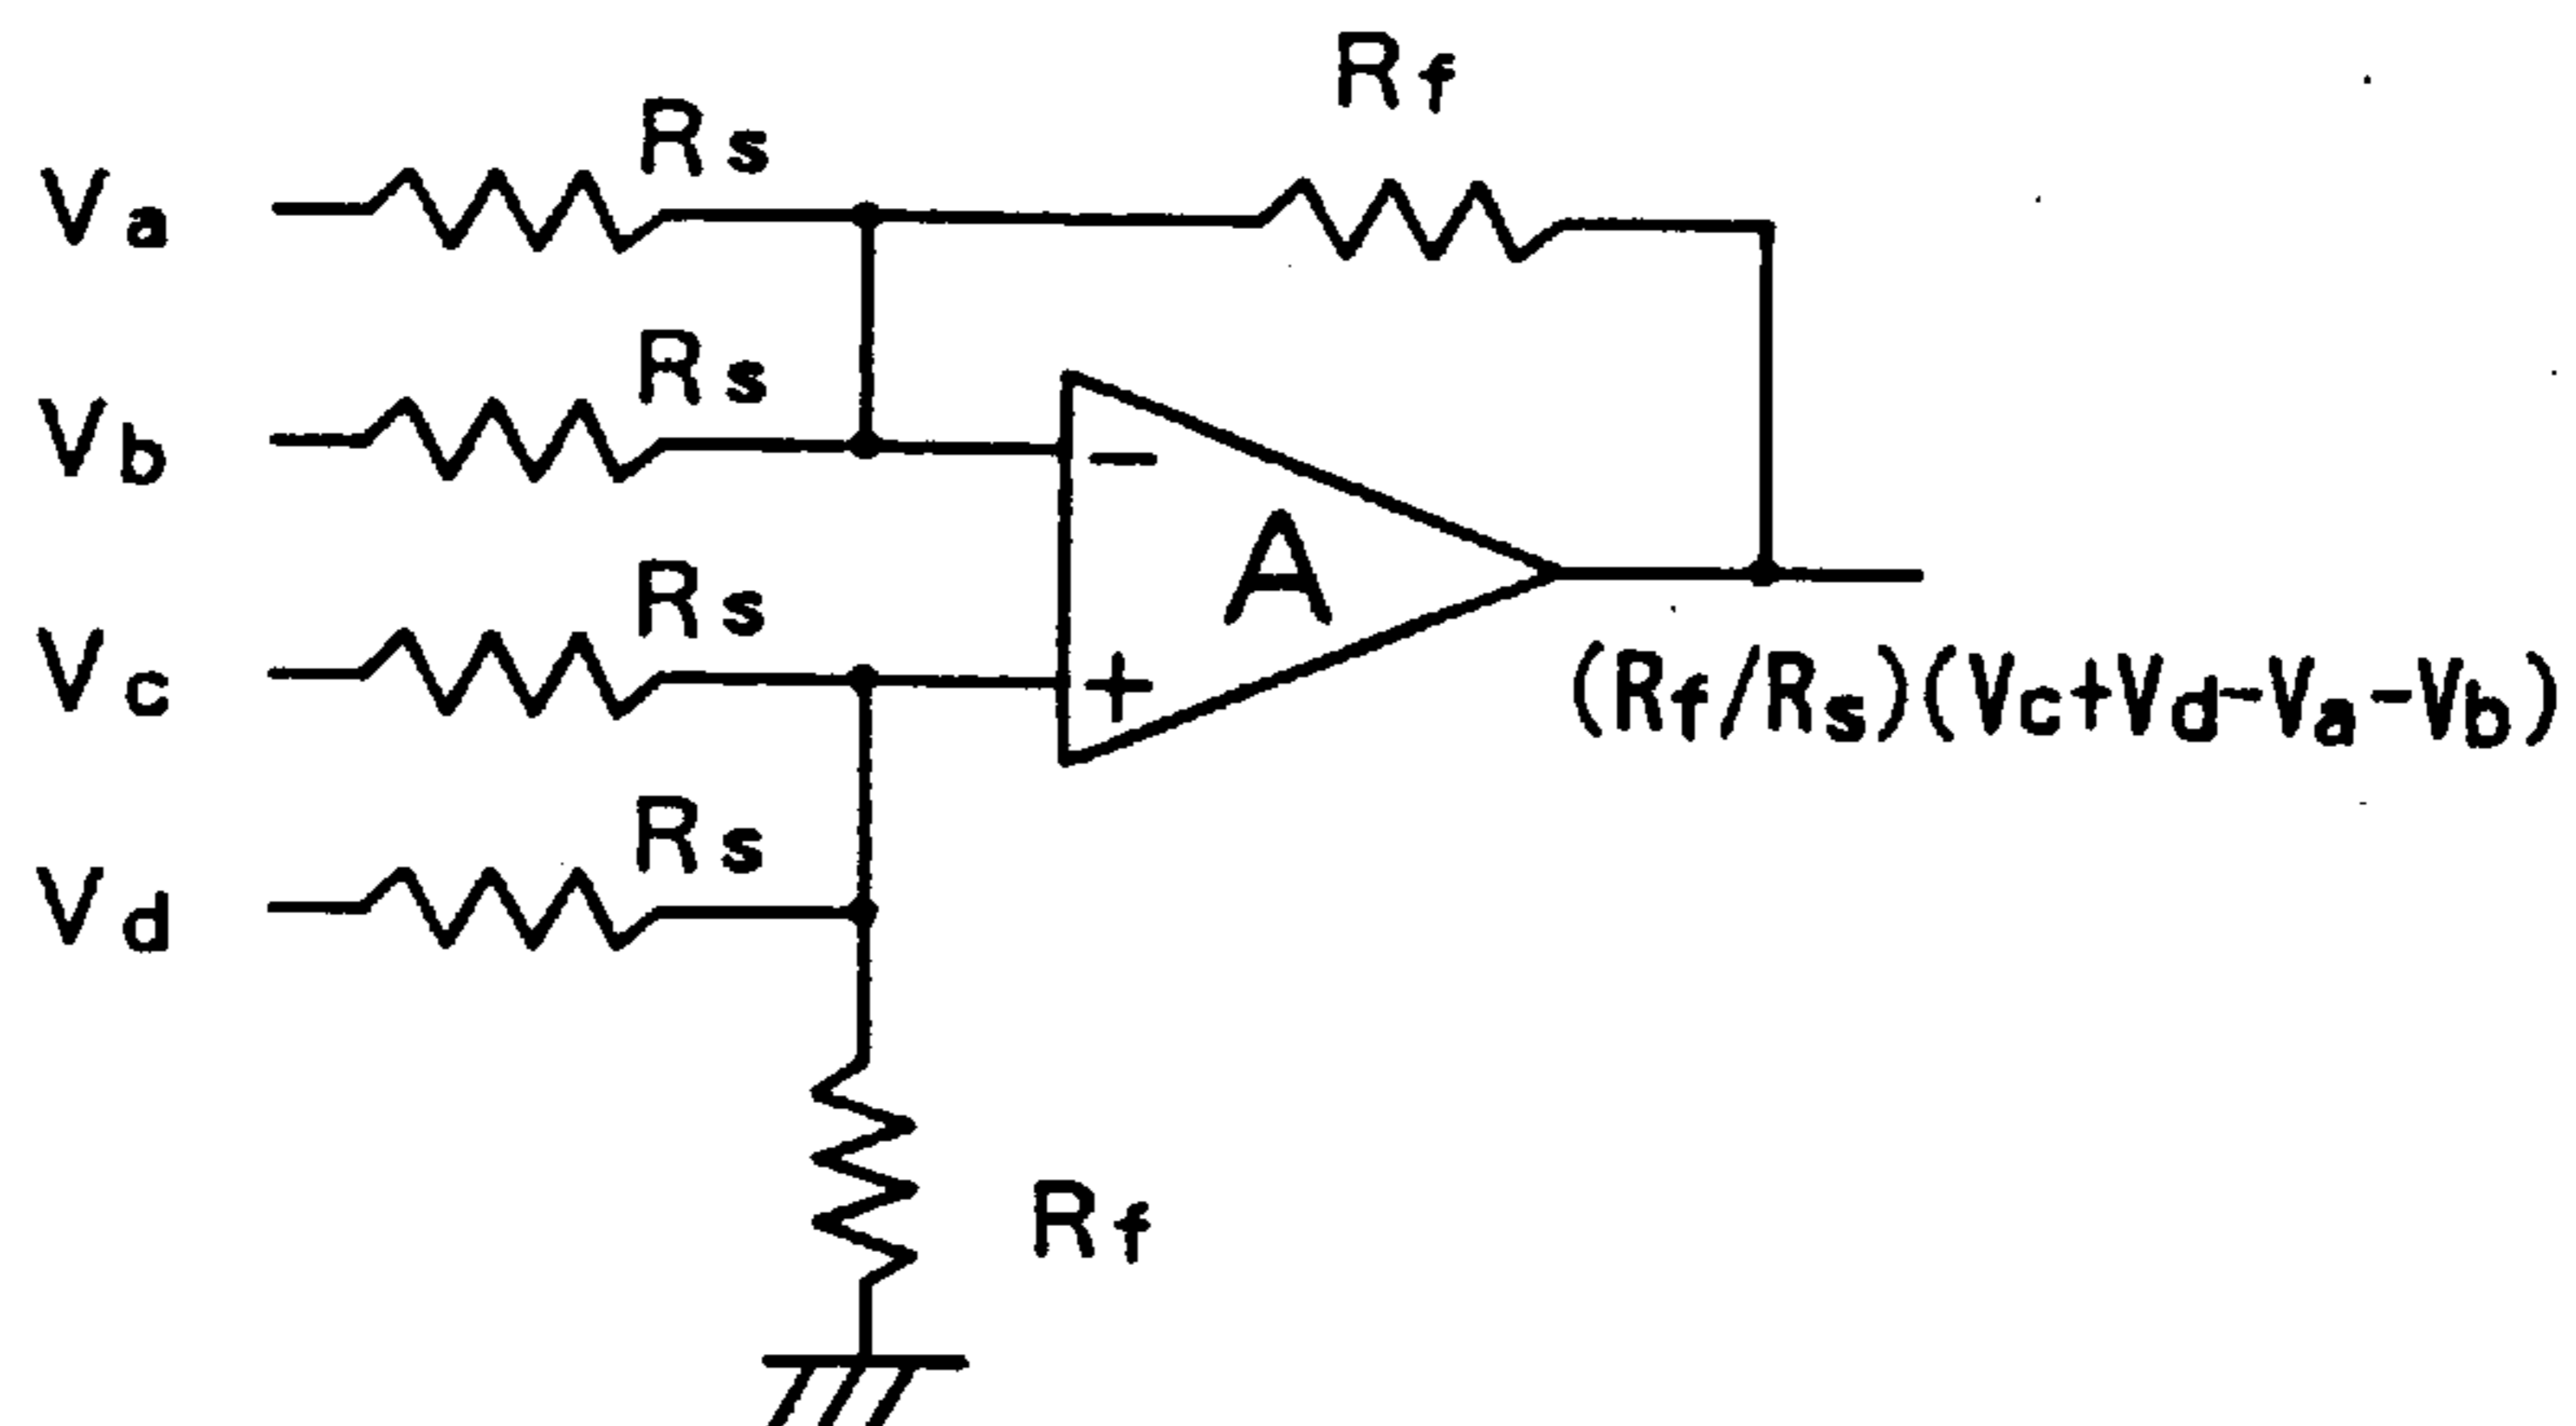 Rf
Rs
Va
Rs
Vb
−
A
Rs
Vc
+
(Rf/Rs)(Vc+Vd-Va-Vb)
Rs
Vd
Rf